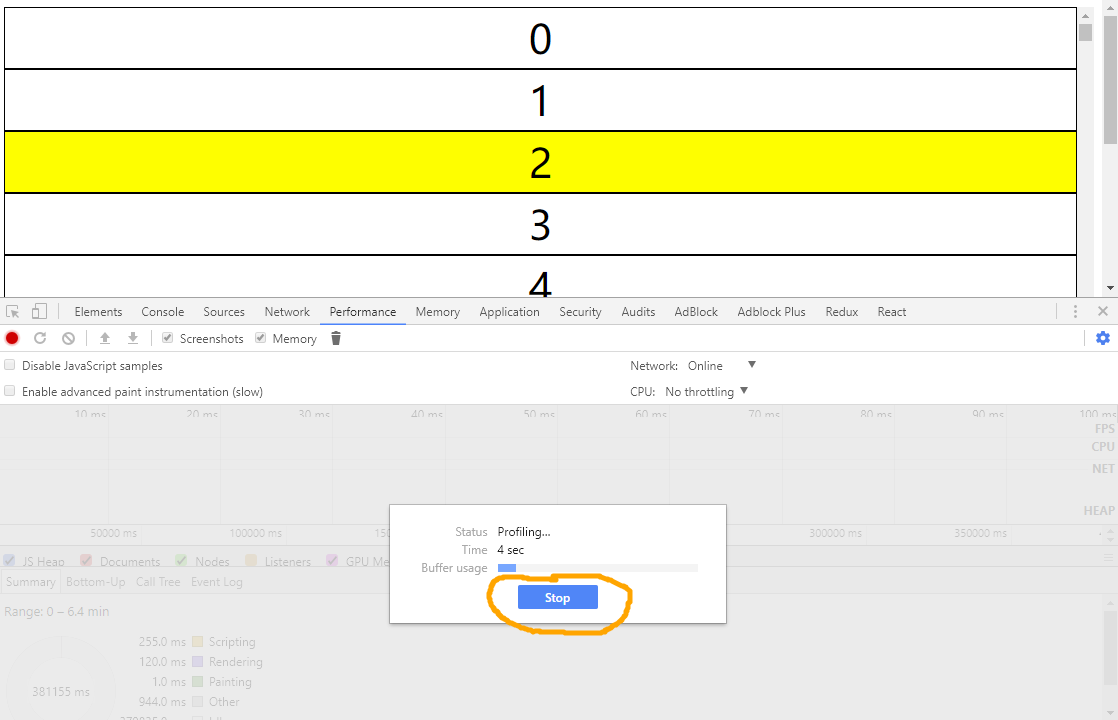 0
1
2
3
4
Elements Console Sources Network Performance Memory Application Security Audits AdBlock Adblock Plus Redux React
Screenshots Memory
Disable JavaScript samples Network: Online
Enable advanced paint instrumentation (slow) CPU: No throttling
10 ms 20 ms 30 ms 40 ms 50 ms 60 ms 70 ms 80 ms 90 ms 100 ms
FPS
CPU
NET
HEAP
50000 ms 100000 ms 300000 ms 350000 ms
Status Profiling...
Time 4 sec
Buffer usage
Stop
JS Heap Documents Nodes Listeners GPU
Summary Bottom-Up Call Tree Event Log
Range: 0 – 6.4 min
255.0 ms Scripting
120.0 ms Rendering
1.0 ms Painting
944.0 ms Other
381155 ms